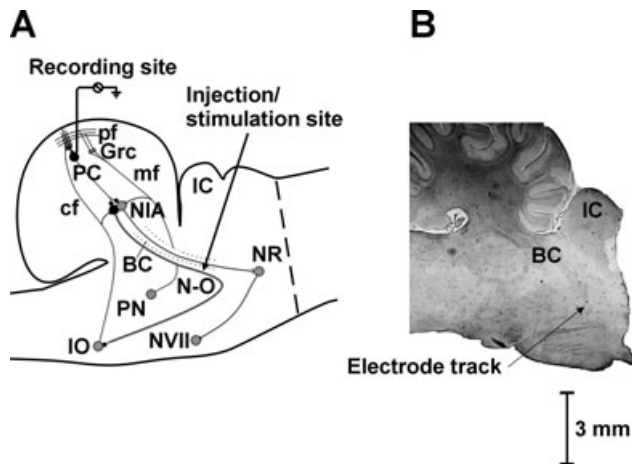 A
Recording site
Injection/
stimulation site
pf
Grc
PC
mf
IC
cf
NIA
BC
NR
N-O
PN
IO
NVII
B
IC
BC
Electrode track
3 mm